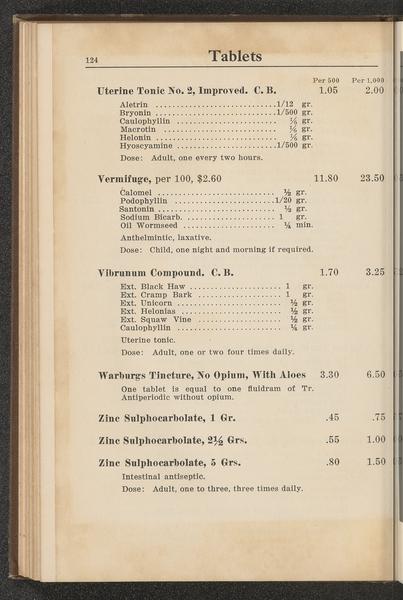 124
Tablets
Per 500 Per 1,000
Uterine Tonic No. 2, Improved. C. B. 1.05 2.00
Aletrin ............................1/12 gr.
Bryonin ............................1/500 gr.
Caulophyllin ........................ gr.
Macrotin .......................... gr.
Helonin ............................ gr.
Hyoscyamine .......................1/500 gr.
Dose: Adult, one every two hours.
Vermifuge, per 100, $2.60 11.80 23.50
Calomel ........................... ½ gr.
Podophyllin .......................1/20 gr.
Santonin ........................... ½ gr.
Sodium Bicarb. ..................... 1 gr.
Oil Wormseed ...................... ¼ min.
Anthelmintic, laxative.
Dose: Child, one night and morning if required.
Vibrunum Compound. C. B. 1.70 3.25
Ext. Black Haw .................... 1 gr.
Ext. Cramp Bark ................... 1 gr.
Ext. Unicorn ....................... ½ gr.
Ext. Helonias ...................... ½ gr.
Ext. Squaw Vine ................... ½ gr.
Caulophyllin ....................... ¼ gr.
Uterine tonic.
Dose: Adult, one or two four times daily.
Warburgs Tincture, No Opium, With Aloes 3.30 6.50
One tablet is equal to one fluidram of Tr.
Antiperiodic without opium.
Zinc Sulphocarbolate, 1 Gr. .45 .75
Zinc Sulphocarbolate, 2½ Grs. .55 1.00
Zinc Sulphocarbolate, 5 Grs. .80 1.50
Intestinal antiseptic.
Dose: Adult, one to three, three times daily.